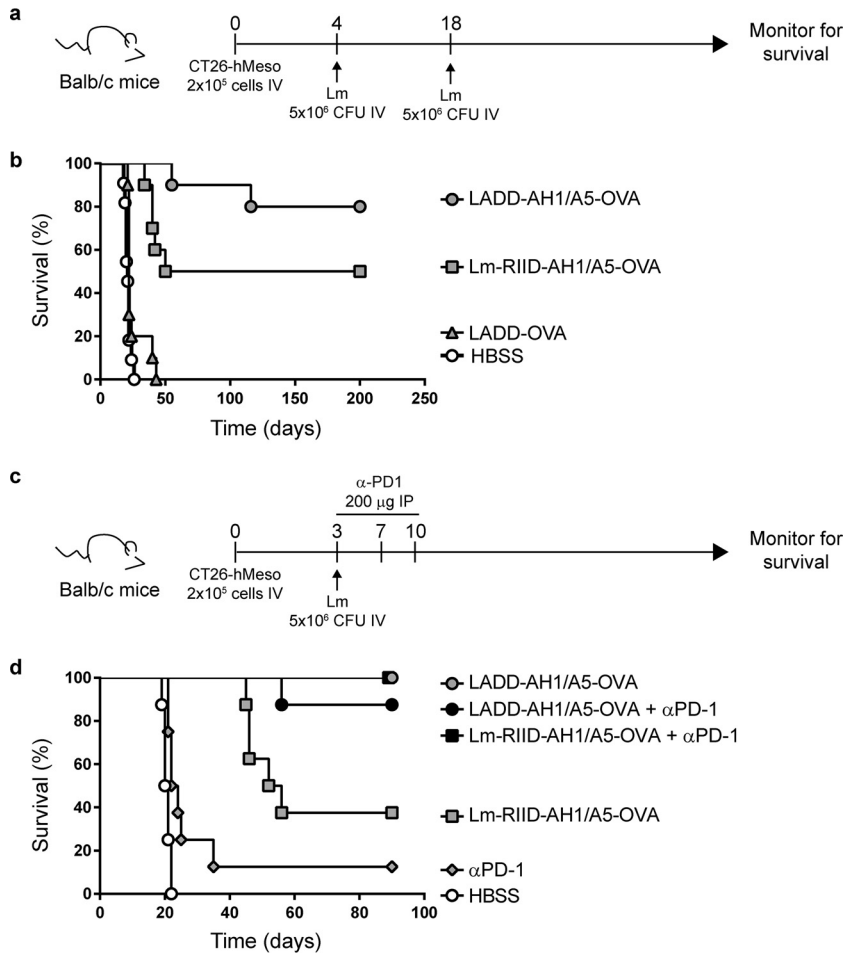 a
0
4
18
Monitor for
survival
Balb/c mice
CT26-hMeso
2x10⁵ cells IV
Lm
5x10⁶ CFU IV
Lm
5x10⁶ CFU IV
b
Survival (%)
100
80
60
40
20
0
0 50 100 150 200 250
Time (days)
LADD-AH1/A5-OVA
Lm-RIID-AH1/A5-OVA
LADD-OVA
HBSS
c
α-PD1
200 µg IP
0
3
7
10
Monitor for
survival
Balb/c mice
CT26-hMeso
2x10⁵ cells IV
Lm
5x10⁶ CFU IV
d
Survival (%)
100
80
60
40
20
0
0 20 40 60 80 100
Time (days)
LADD-AH1/A5-OVA
LADD-AH1/A5-OVA + αPD-1
Lm-RIID-AH1/A5-OVA + αPD-1
Lm-RIID-AH1/A5-OVA
αPD-1
HBSS